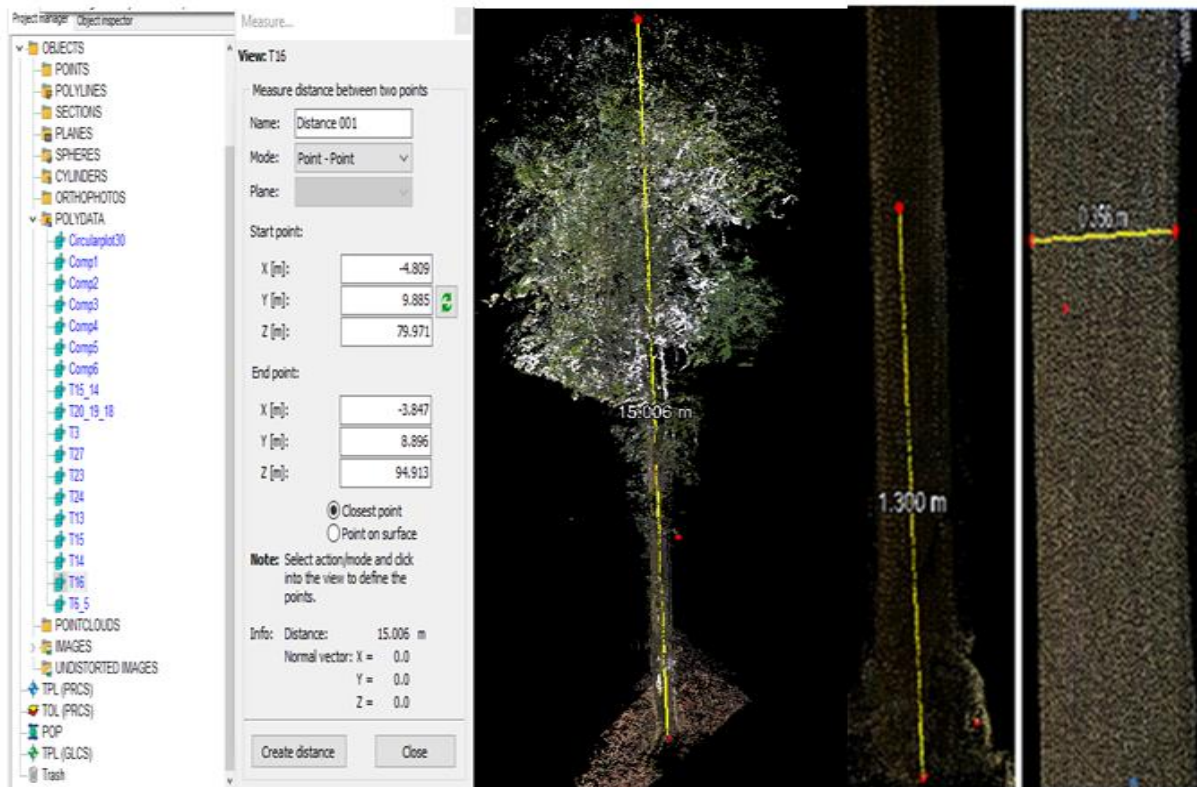 Project manager Object inspector
OBJECTS
POINTS
POLYLINES
SECTIONS
PLANES
SPHERES
CYLINDERS
ORTHOPHOTOS
POLYDATA
Circularplot30
Comp1
Comp2
Comp3
Comp4
Comp5
Comp6
T15_14
T20_19_18
T3
T27
T23
T24
T13
T15
T14
T16
T6_5
POINTCLOUDS
IMAGES
UNDISTORTED IMAGES
TPL (PRCS)
TOL (PRCS)
POP
TPL (GLCS)
Trash
Measure...
View: T16
Measure distance between two points
Name: Distance 001
Mode: Point - Point
Plane:
Start point:
X [m]: -4.809
Y [m]: 9.885
Z [m]: 79.971
End point:
X [m]: -3.847
Y [m]: 8.896
Z [m]: 94.913
Closest point
Point on surface
Note: Select action/mode and click
into the view to define the
points.
Info: Distance: 15.006 m
Normal vector: X = 0.0
Y = 0.0
Z = 0.0
Create distance Close
15.006 m
1.300 m
0.356 m